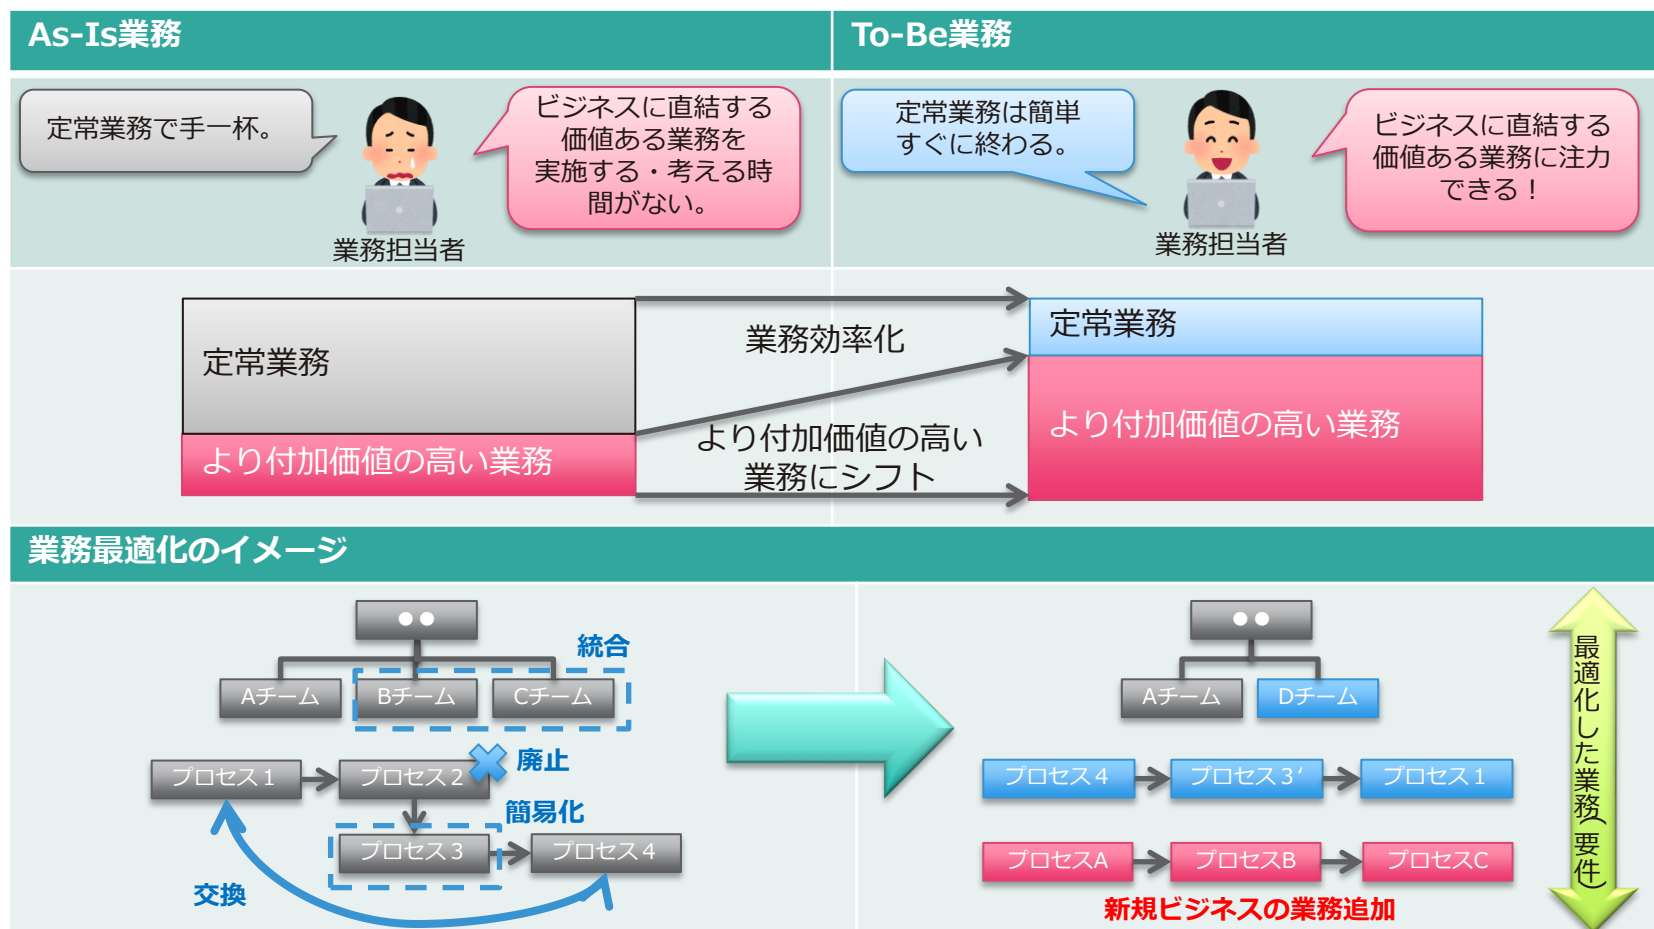 As-Is業務
To-Be業務
定常業務で手一杯。
ビジネスに直結する
価値ある業務を
実施する・考える時
間がない。
業務担当者
定常業務は簡単
すぐに終わる。
ビジネスに直結する
価値ある業務に注力
できる！
業務担当者
定常業務
より付加価値の高い業務
業務効率化
より付加価値の高い
業務にシフト
定常業務
より付加価値の高い業務
業務最適化のイメージ
●●
統合
Aチーム
Bチーム
Cチーム
プロセス１
プロセス２
廃止
簡易化
プロセス３
プロセス４
交換
●●
Aチーム
Dチーム
プロセス４
プロセス３′
プロセス１
プロセスA
プロセスB
プロセスC
新規ビジネスの業務追加
最適化した業務（要件）